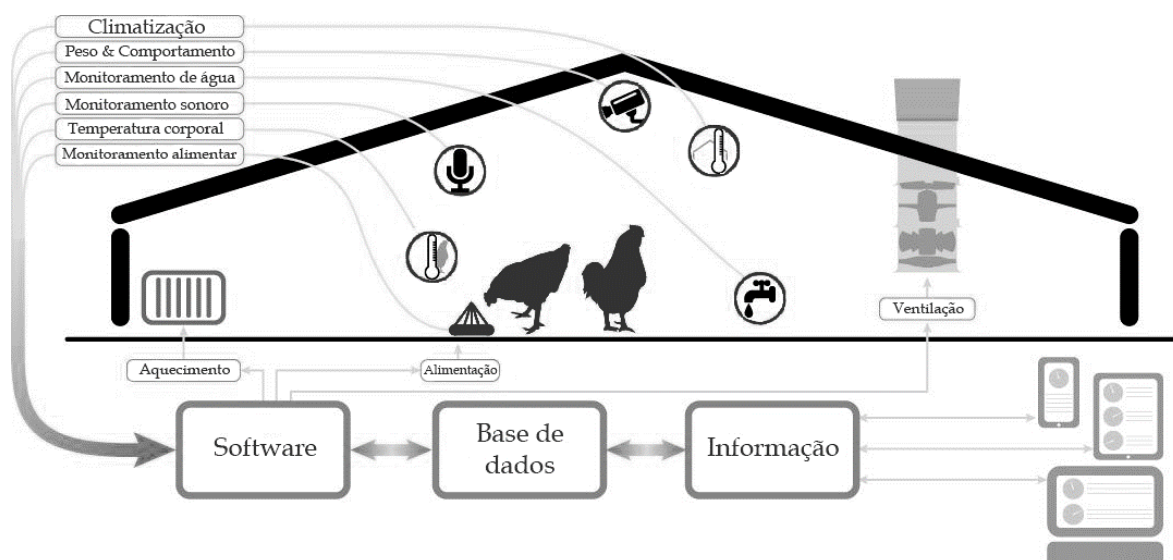 Climatização
Peso & Comportamento
Monitoramento de água
Monitoramento sonoro
Temperatura corporal
Monitoramento alimentar
Ventilação
Aquecimento
Alimentação
Software
Base de
dados
Informação